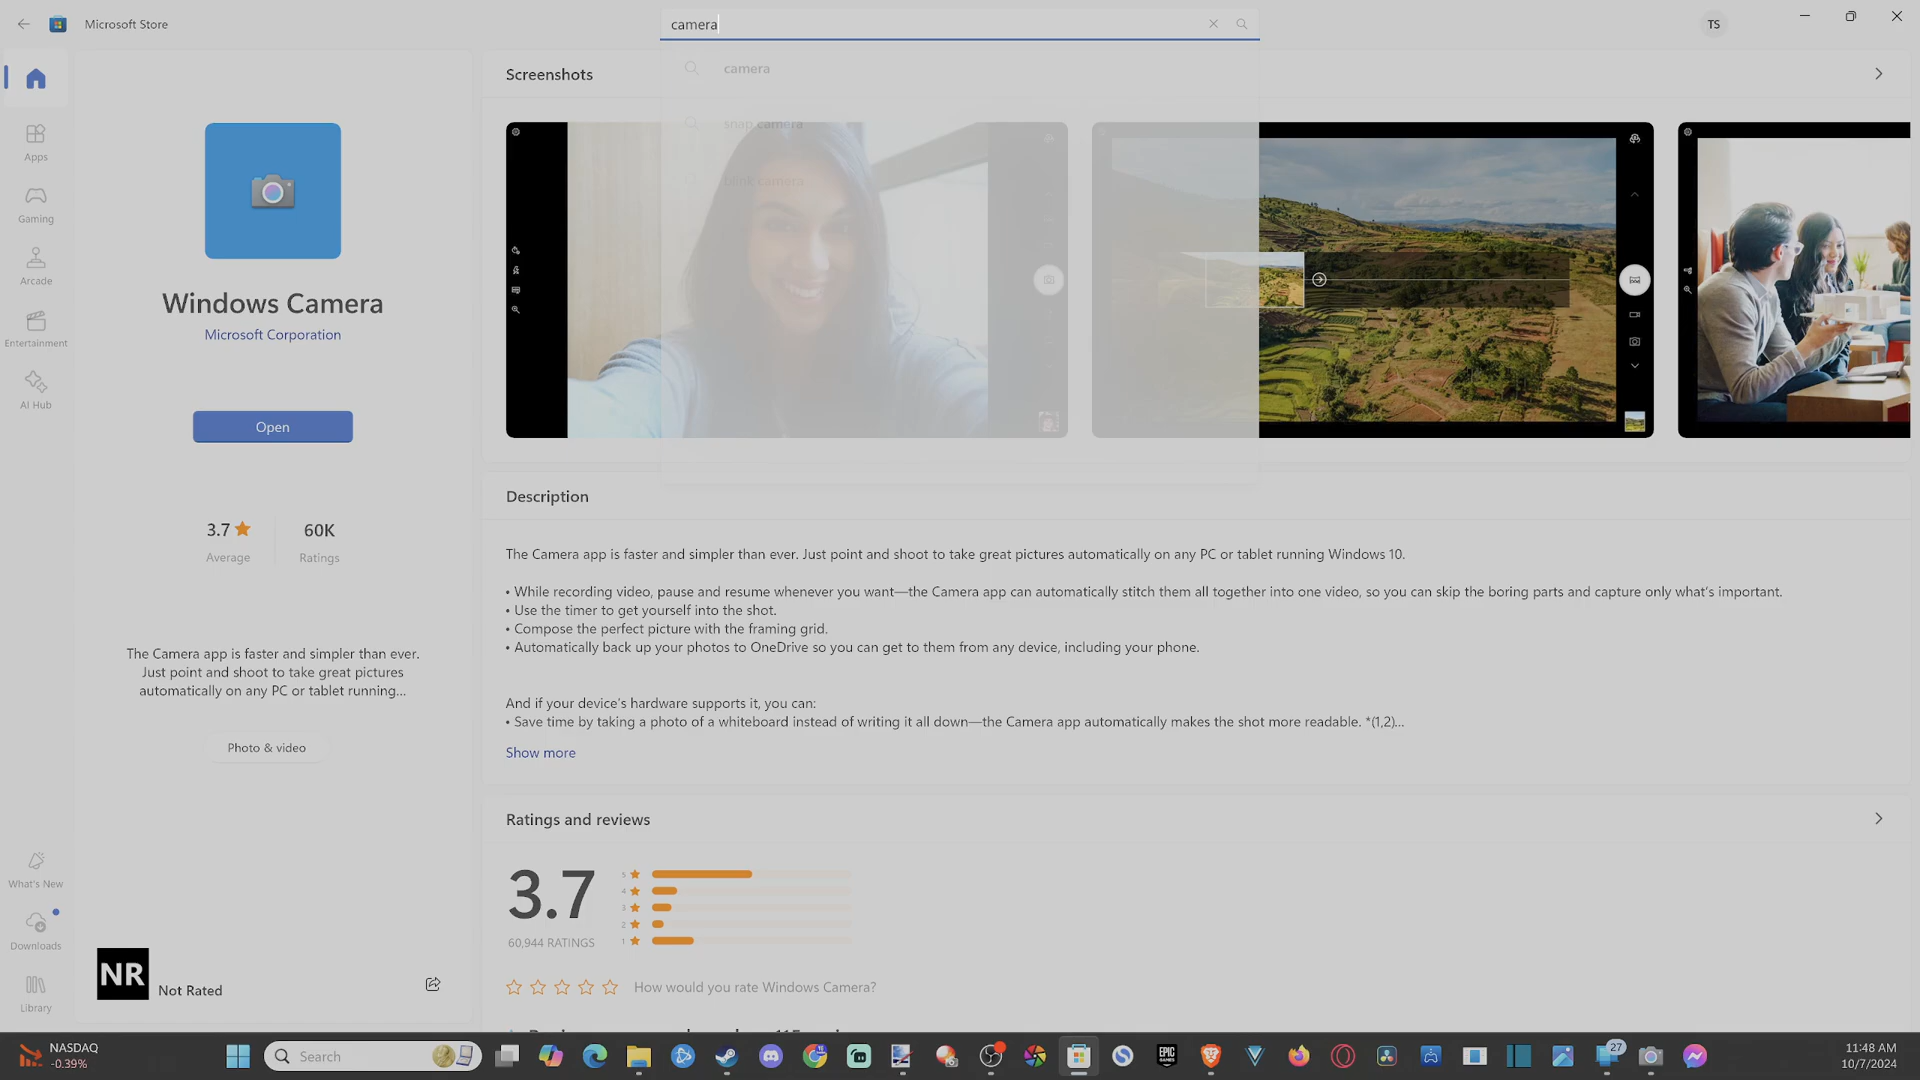 Microsoft Store
camera
TS
camera
snap camera
blink camera
Apps
Gaming
Arcade
Entertainment
AI Hub
What's New
Downloads
Library
Windows Camera
Microsoft Corporation
Open
3.7
Average
60K
Ratings
The Camera app is faster and simpler than ever.
Just point and shoot to take great pictures
automatically on any PC or tablet running...
Photo & video
NR
Not Rated
Screenshots
Description
The Camera app is faster and simpler than ever. Just point and shoot to take great pictures automatically on any PC or tablet running Windows 10.
• While recording video, pause and resume whenever you want—the Camera app can automatically stitch them all together into one video, so you can skip the boring parts and capture only what's important.
• Use the timer to get yourself into the shot.
• Compose the perfect picture with the framing grid.
• Automatically back up your photos to OneDrive so you can get to them from any device, including your phone.
And if your device's hardware supports it, you can:
• Save time by taking a photo of a whiteboard instead of writing it all down—the Camera app automatically makes the shot more readable. *(1,2)...
Show more
Ratings and reviews
3.7
60,944 RATINGS
5
4
3
2
1
How would you rate Windows Camera?
NASDAQ
-0.39%
Search
EPIC
GAMES
27
11:48 AM
10/7/2024